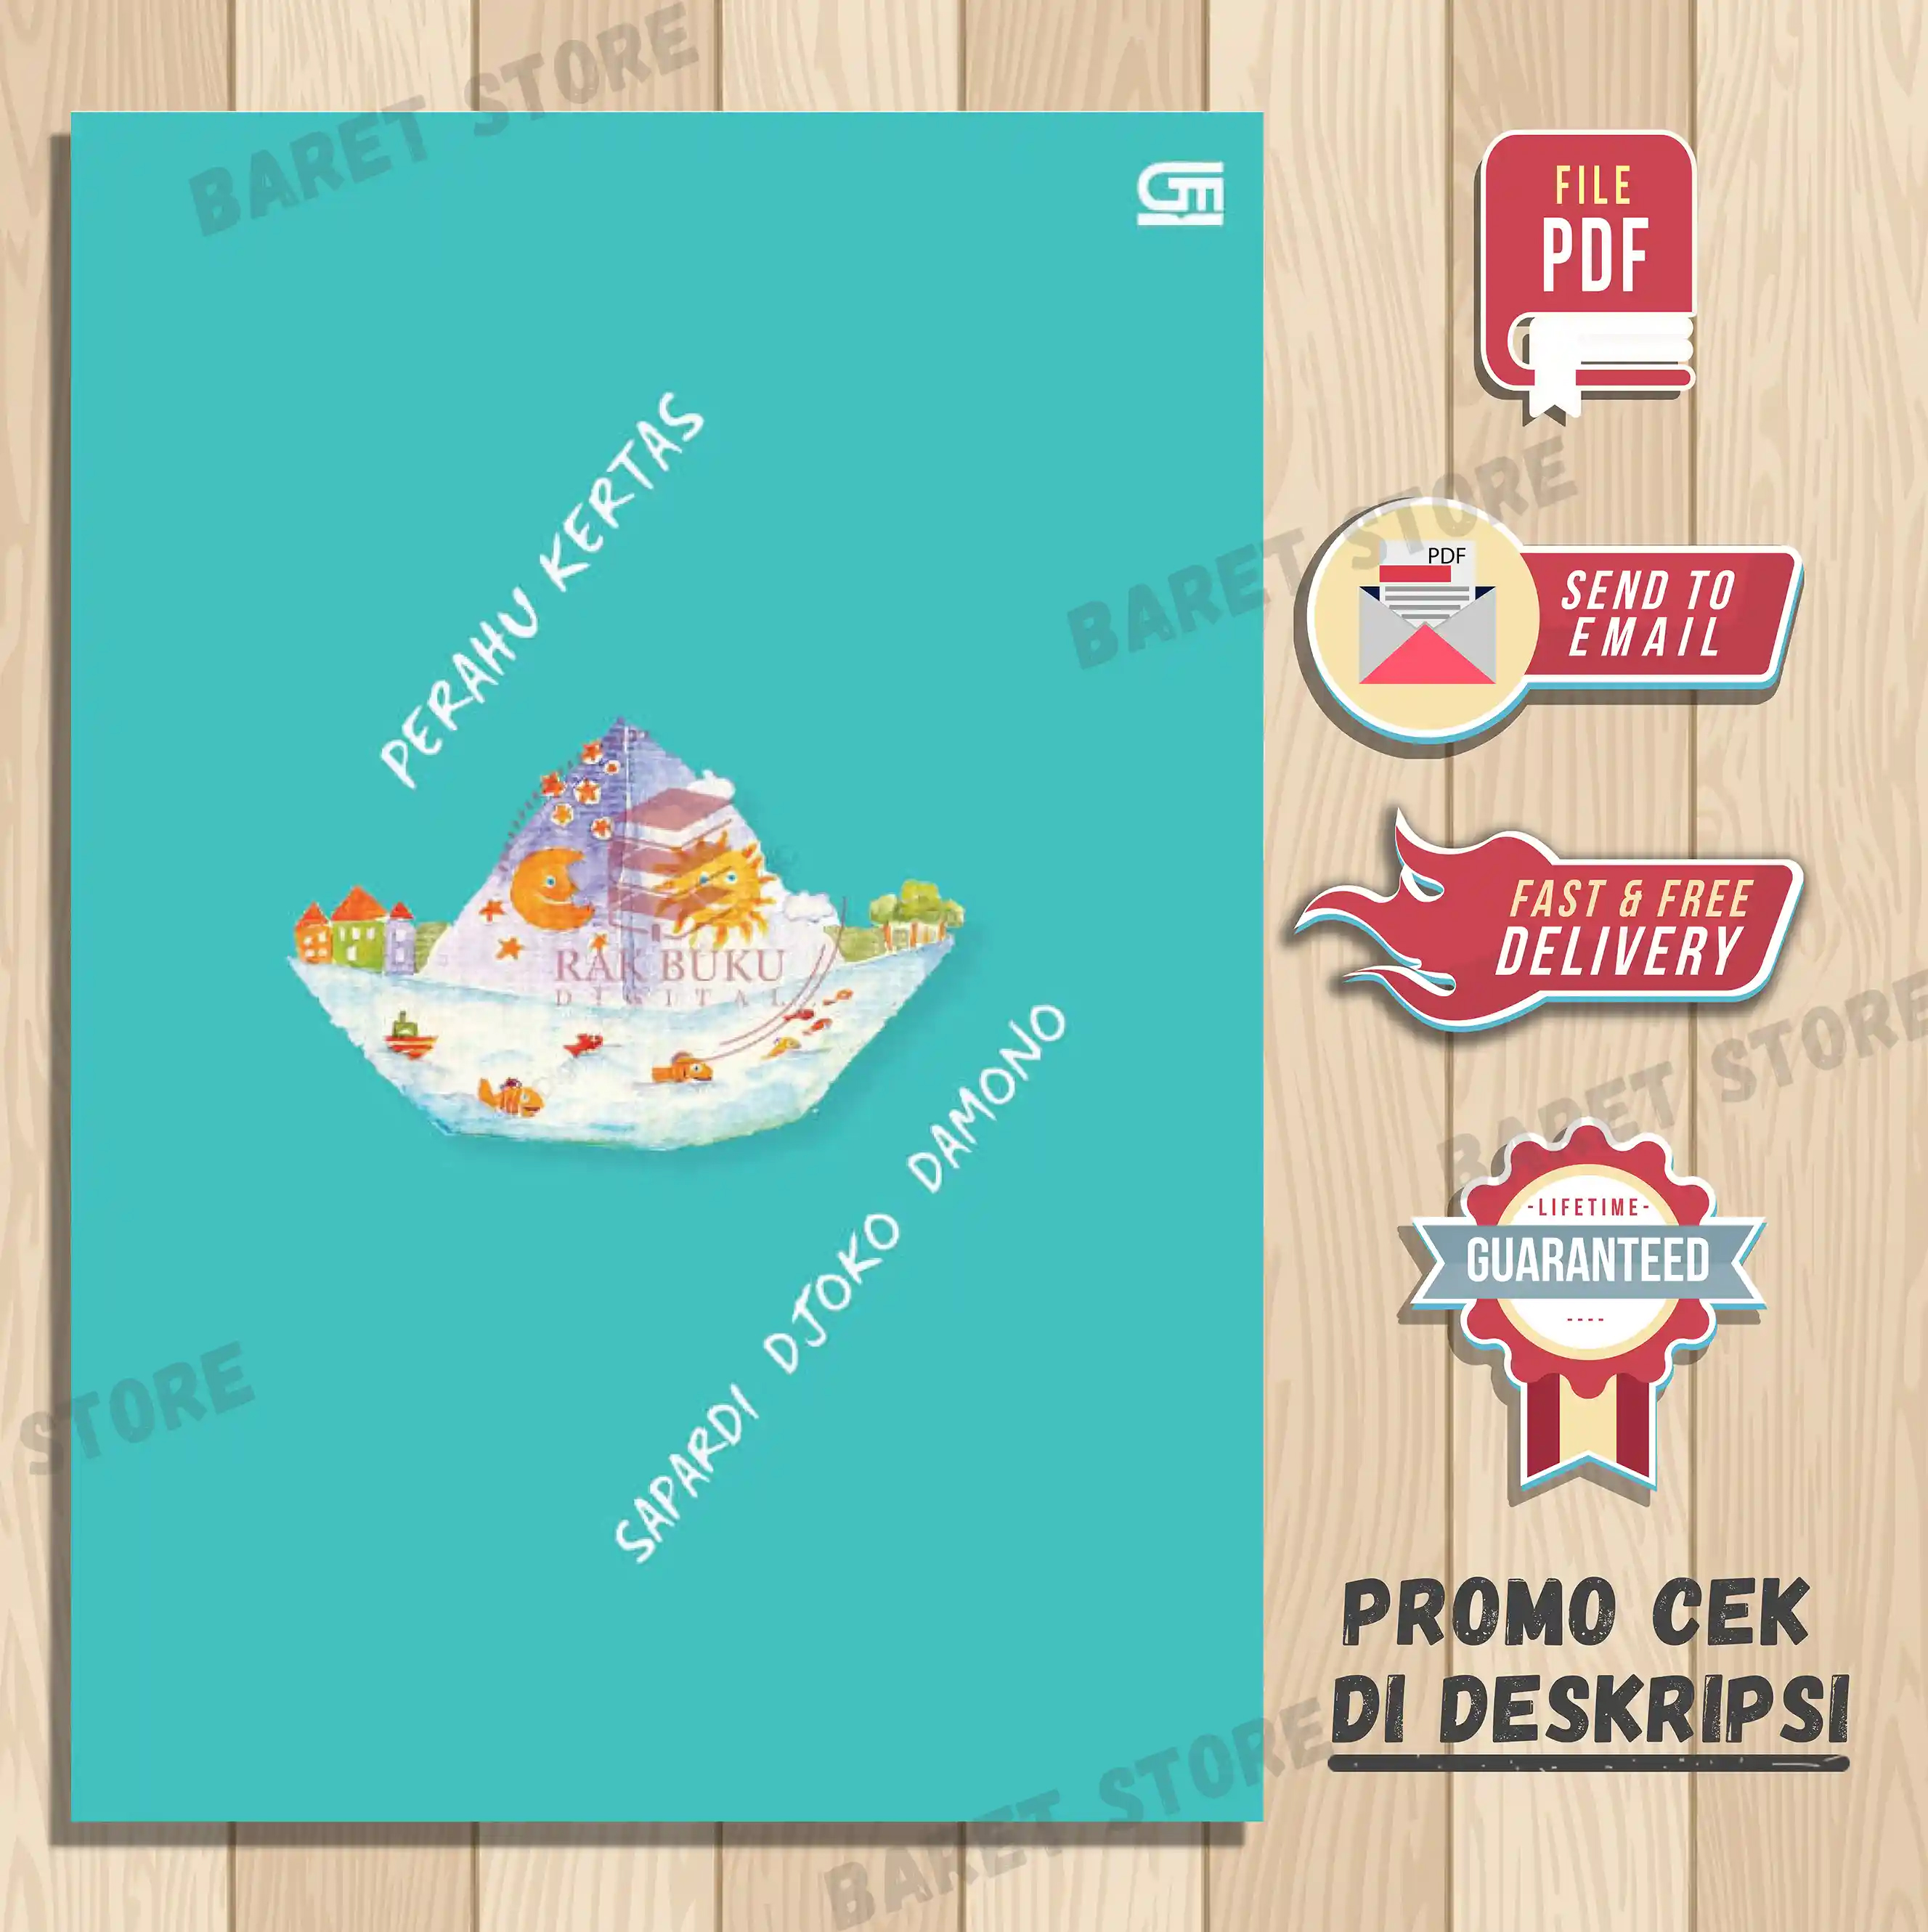 BARET STORE
GM
PERAHU KERTAS
RAK BUKU
DIGITAL
SAPARDI DJOKO DAMONO
FILE
PDF
BARET STORE
PDF
SEND TO
EMAIL
FAST & FREE
DELIVERY
BARET STORE
-LIFETIME-
GUARANTEED
----
STORE
PROMO CEK
DI DESKRIPSI
BARET STORE